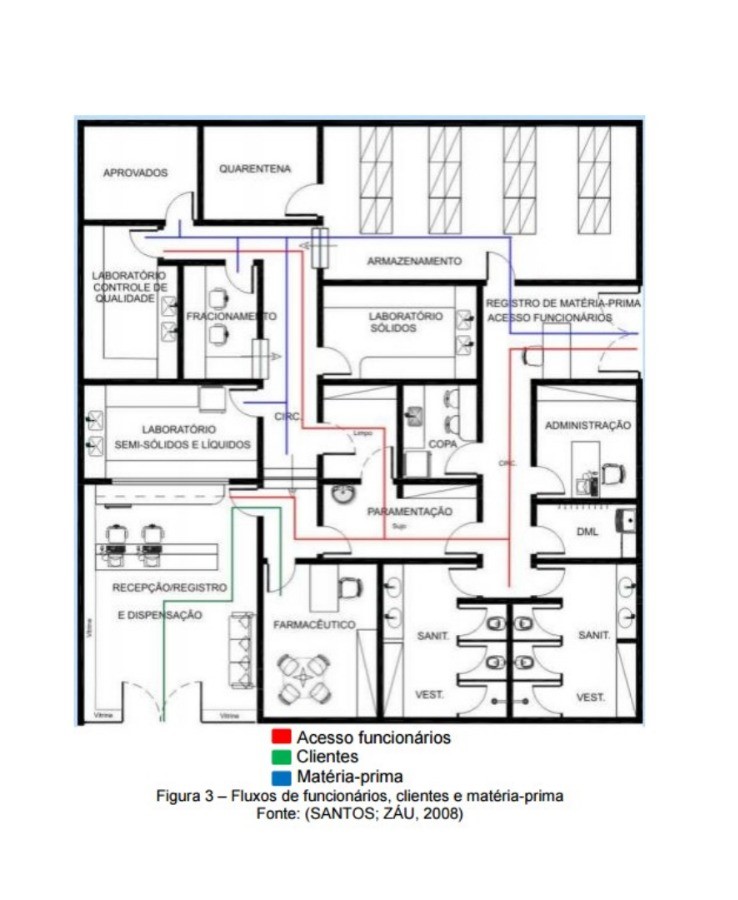 APROVADOS
QUARENTENA
ARMAZENAMENTO
LABORATÓRIO
CONTROLE DE
QUALIDADE
FRACIONAMENTO
LABORATÓRIO
SÓLIDOS
REGISTRO DE MATÉRIA-PRIMA
ACESSO FUNCIONÁRIOS
LABORATÓRIO
SEMI-SÓLIDOS E LÍQUIDOS
CIRC.
Limpo
COPA
CIRC.
ADMINISTRAÇÃO
PARAMENTAÇÃO
Sujo
DML
RECEPÇÃO/REGISTRO
E DISPENSAÇÃO
Vitrine
FARMACÊUTICO
SANIT.
SANIT.
VEST.
VEST.
Vitrine
Vitrine
Acesso funcionários
Clientes
Matéria-prima
Figura 3 – Fluxos de funcionários, clientes e matéria-prima
Fonte: (SANTOS; ZÁU, 2008)